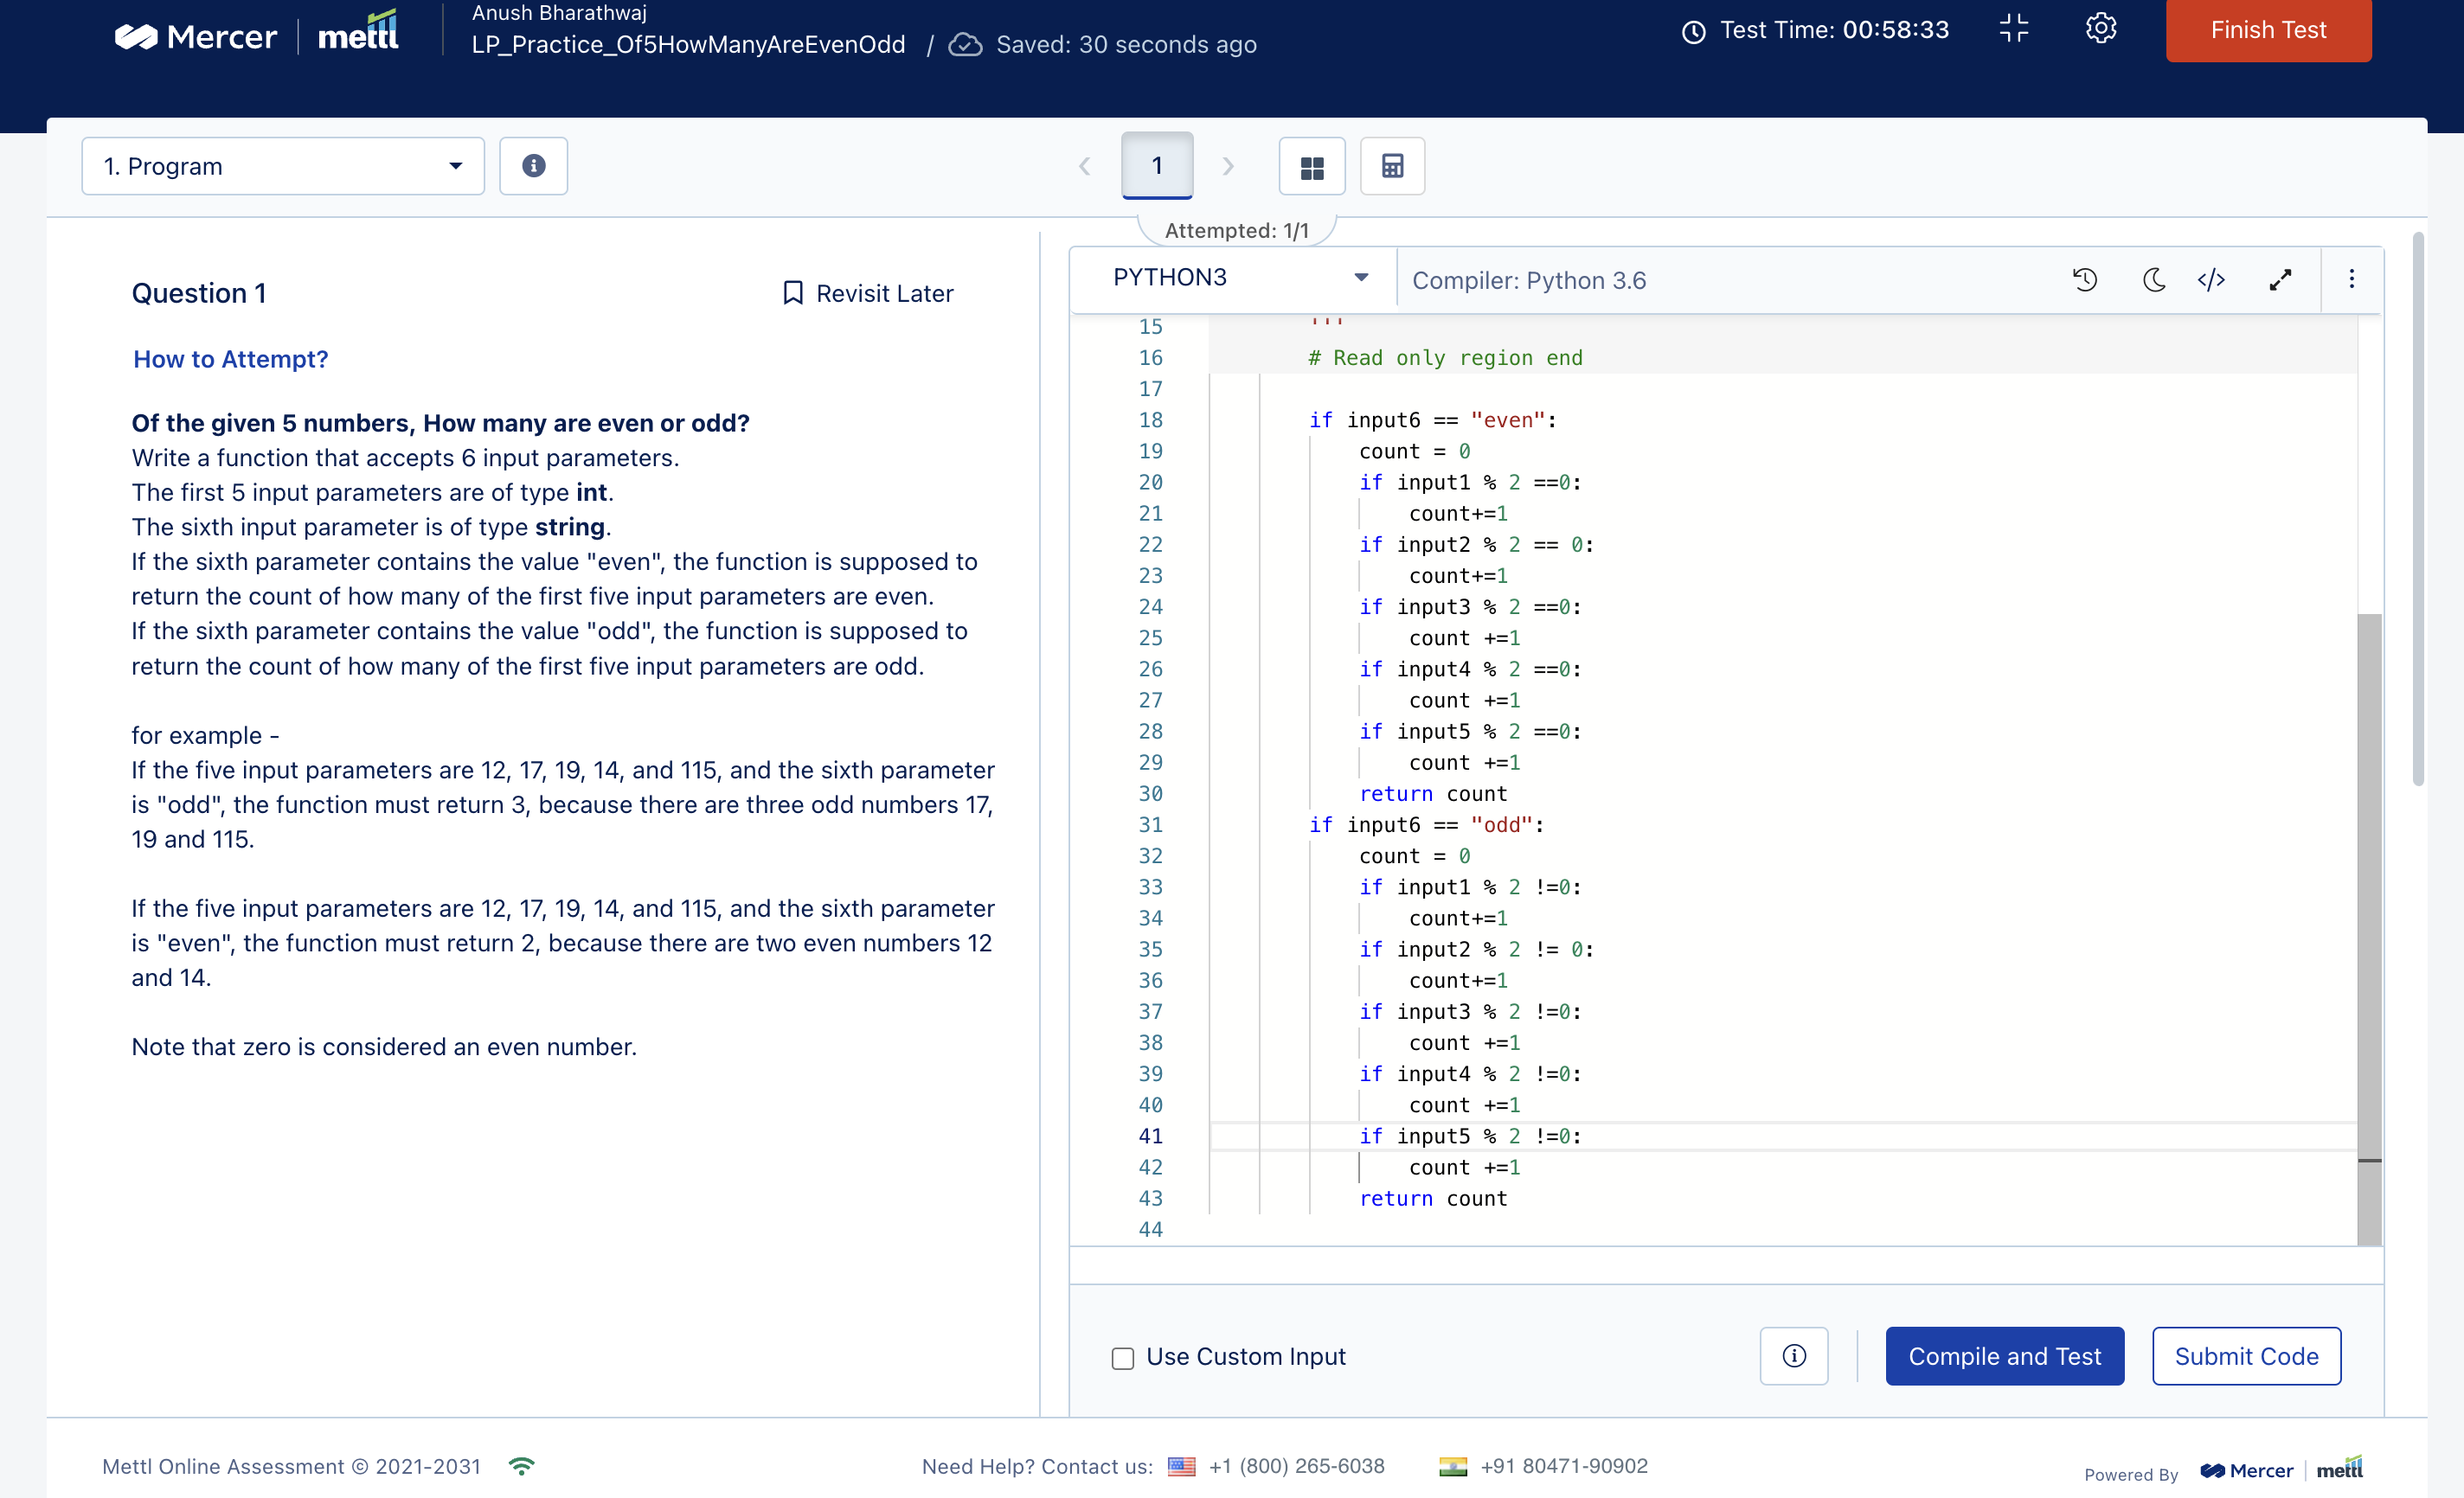 Mercer mettl
Anush Bharathwaj
LP_Practice_Of5HowManyAreEvenOdd / Saved: 30 seconds ago
Test Time: 00:58:33
Finish Test
1. Program
1
Attempted: 1/1
Question 1
Revisit Later
How to Attempt?
Of the given 5 numbers, How many are even or odd?
Write a function that accepts 6 input parameters.
The first 5 input parameters are of type int.
The sixth input parameter is of type string.
If the sixth parameter contains the value "even", the function is supposed to
return the count of how many of the first five input parameters are even.
If the sixth parameter contains the value "odd", the function is supposed to
return the count of how many of the first five input parameters are odd.
for example -
If the five input parameters are 12, 17, 19, 14, and 115, and the sixth parameter
is "odd", the function must return 3, because there are three odd numbers 17,
19 and 115.
If the five input parameters are 12, 17, 19, 14, and 115, and the sixth parameter
is "even", the function must return 2, because there are two even numbers 12
and 14.
Note that zero is considered an even number.
PYTHON3
Compiler: Python 3.6
15 '''
16 # Read only region end
17
18 if input6 == "even":
19 count = 0
20 if input1 % 2 ==0:
21 count+=1
22 if input2 % 2 == 0:
23 count+=1
24 if input3 % 2 ==0:
25 count +=1
26 if input4 % 2 ==0:
27 count +=1
28 if input5 % 2 ==0:
29 count +=1
30 return count
31 if input6 == "odd":
32 count = 0
33 if input1 % 2 !=0:
34 count+=1
35 if input2 % 2 != 0:
36 count+=1
37 if input3 % 2 !=0:
38 count +=1
39 if input4 % 2 !=0:
40 count +=1
41 if input5 % 2 !=0:
42 count +=1
43 return count
44
Use Custom Input
Compile and Test
Submit Code
Mettl Online Assessment © 2021-2031
Need Help? Contact us: +1 (800) 265-6038 +91 80471-90902
Powered By Mercer mettl